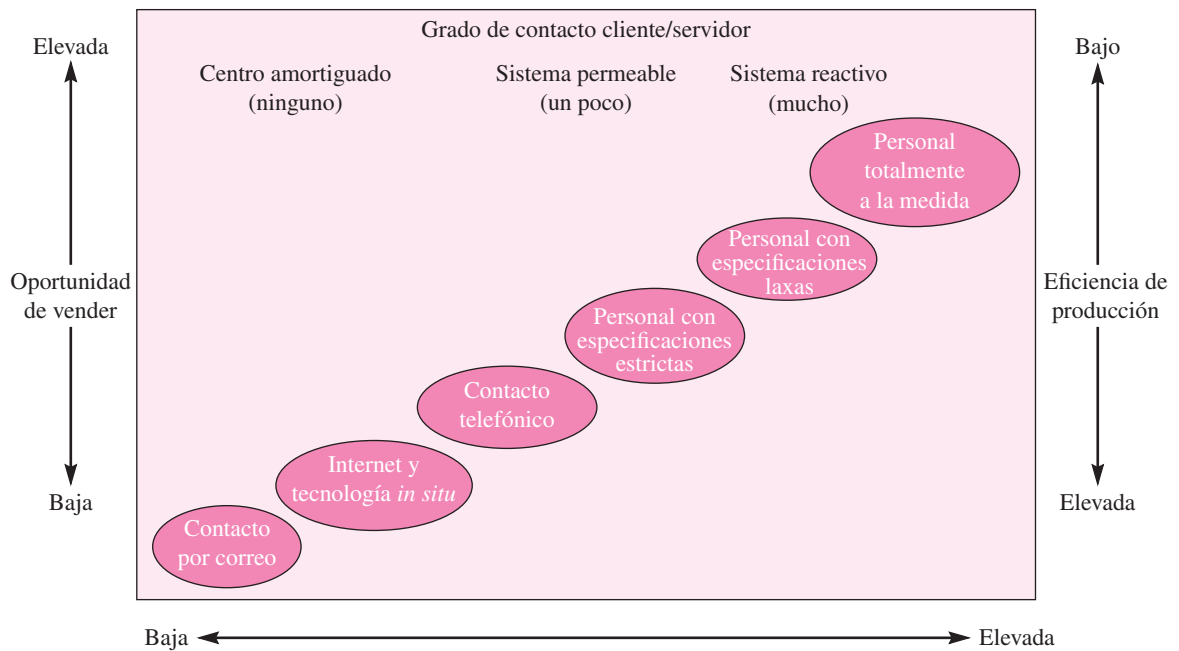 Grado de contacto cliente/servidor
Elevada
Bajo
Centro amortiguado
(ninguno)
Sistema permeable
(un poco)
Sistema reactivo
(mucho)
Personal
totalmente
a la medida
Personal con
especificaciones
laxas
Oportunidad
de vender
Eficiencia de
producción
Personal con
especificaciones
estrictas
Contacto
telefónico
Internet y
tecnología in situ
Baja
Elevada
Contacto
por correo
Baja
Elevada